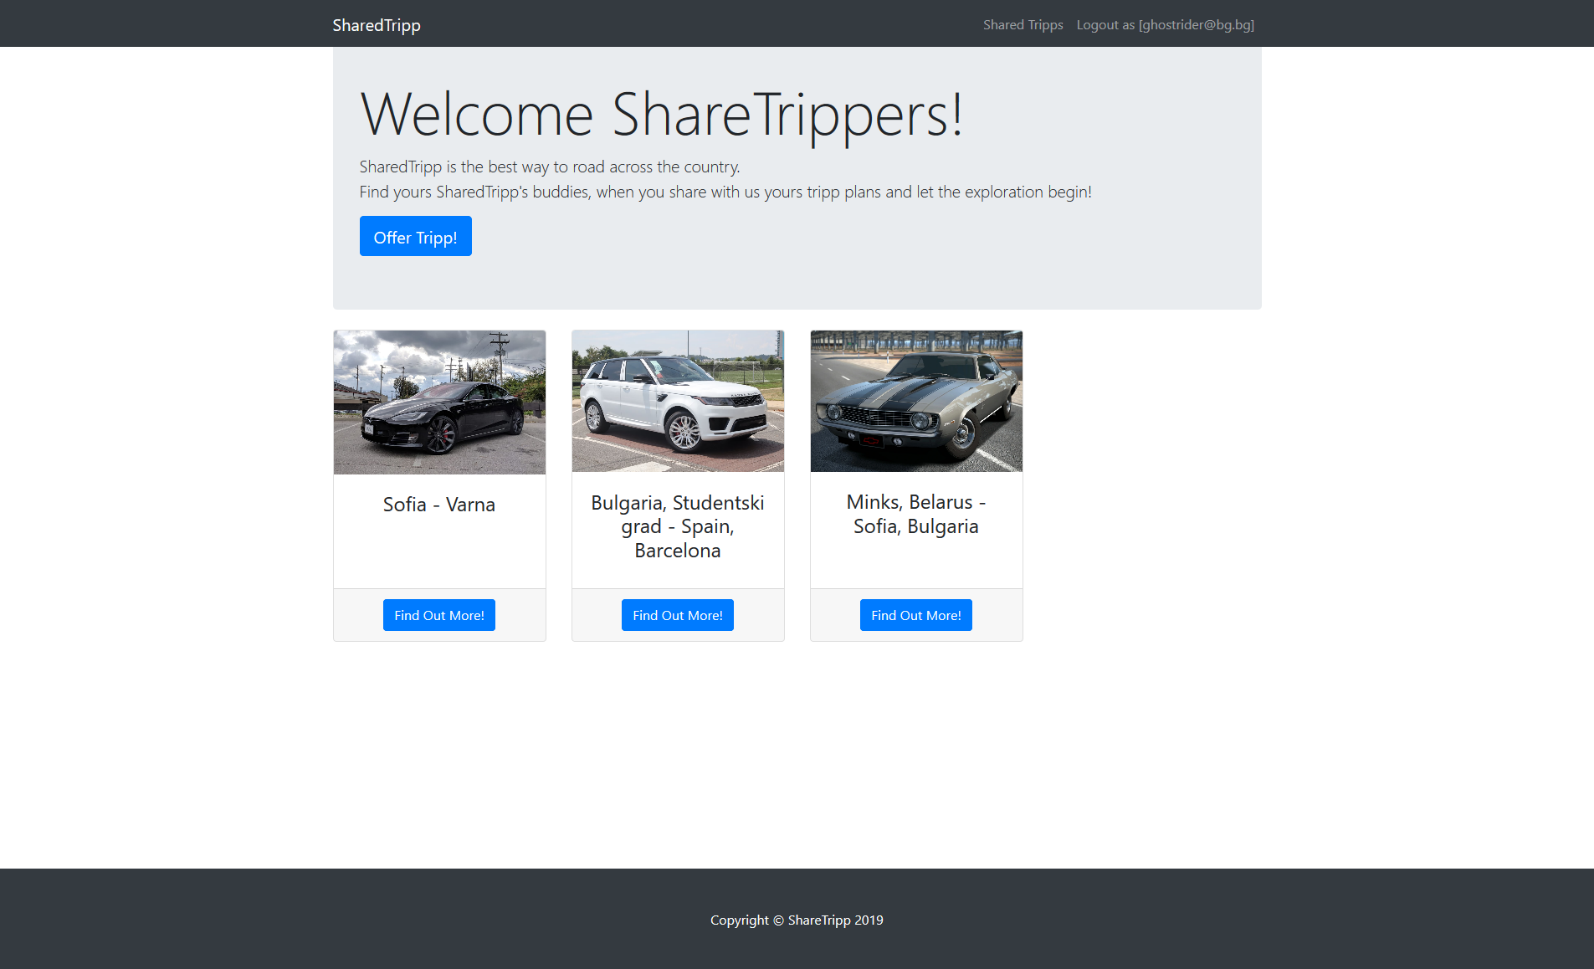 SharedTripp
Shared Tripps
Logout as [ghostrider@bg.bg]
Welcome ShareTrippers!
SharedTripp is the best way to road across the country.
Find yours SharedTripp's buddies, when you share with us yours tripp plans and let the exploration begin!
Offer Tripp!
Sofia - Varna
Find Out More!
Bulgaria, Studentski
grad - Spain,
Barcelona
Find Out More!
Minks, Belarus -
Sofia, Bulgaria
Find Out More!
Copyright © ShareTripp 2019